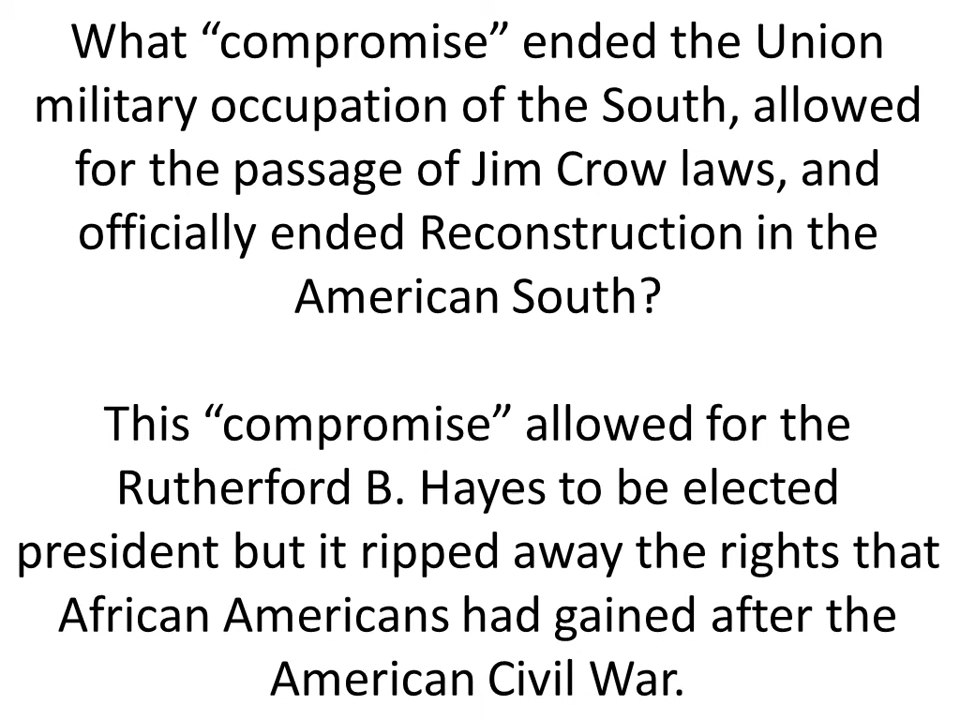 What “compromise” ended the Union
military occupation of the South, allowed
for the passage of Jim Crow laws, and
officially ended Reconstruction in the
American South?
This “compromise” allowed for the
Rutherford B. Hayes to be elected
president but it ripped away the rights that
African Americans had gained after the
American Civil War.